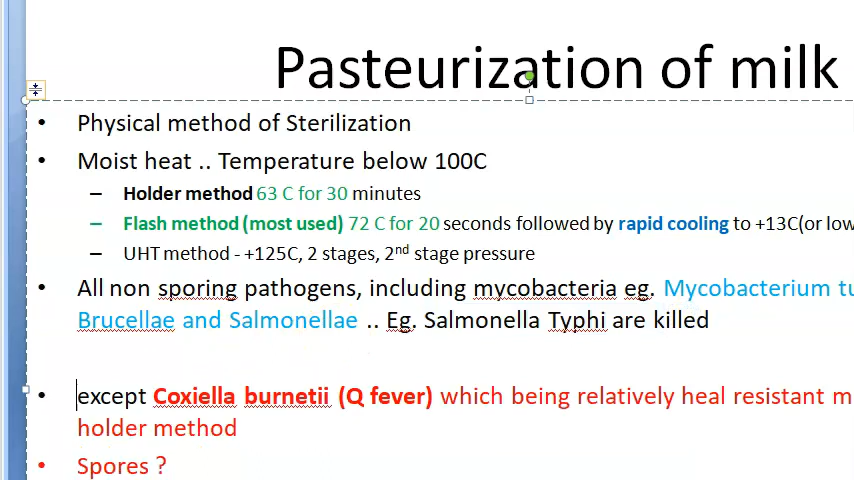 Pasteurization of milk
• Physical method of Sterilization
• Moist heat .. Temperature below 100C
– Holder method 63 C for 30 minutes
– Flash method (most used) 72 C for 20 seconds followed by rapid cooling to +13C(or low
– UHT method - +125C, 2 stages, 2nd stage pressure
• All non sporing pathogens, including mycobacteria eg. Mycobacterium tu
Brucellae and Salmonellae .. Eg. Salmonella Typhi are killed
• except Coxiella burnetii (Q fever) which being relatively heal resistant m
holder method
• Spores ?